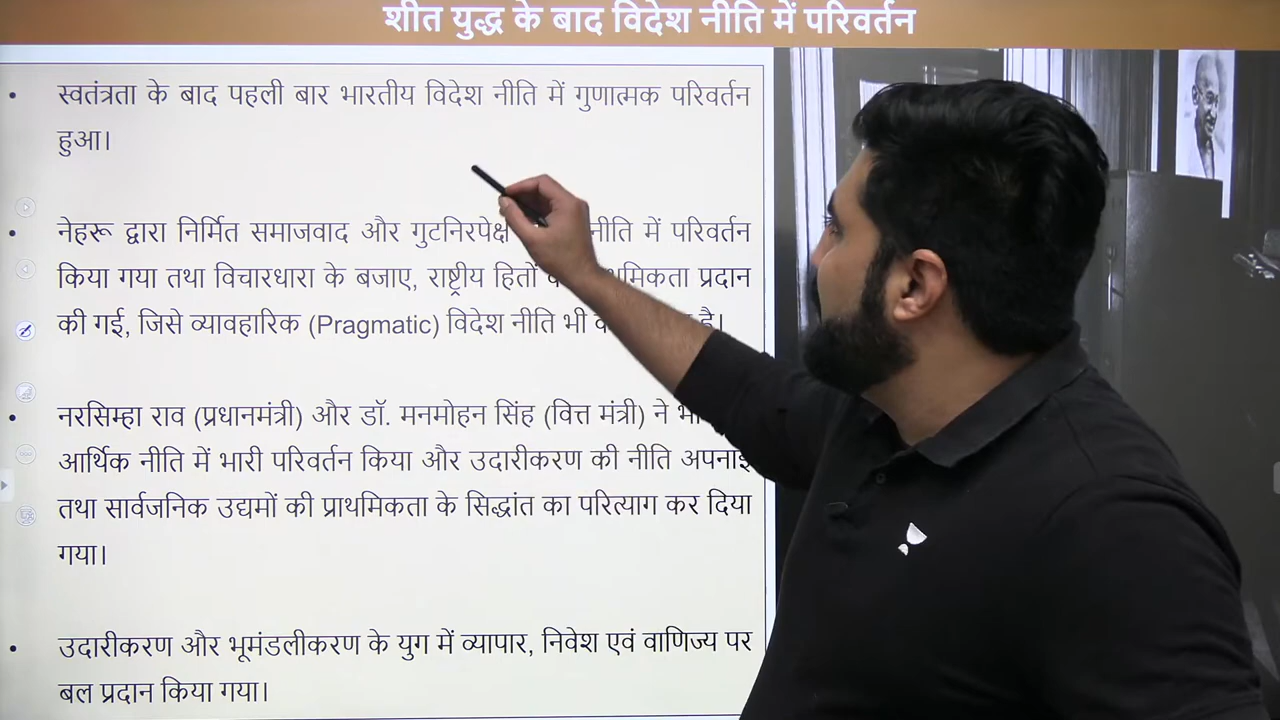 शीत युद्ध के बाद विदेश नीति में परिवर्तन
• स्वतंत्रता के बाद पहली बार भारतीय विदेश नीति में गुणात्मक परिवर्तन
हुआ।
• नेहरू द्वारा निर्मित समाजवाद और नीति में परिवर्तन
किया गया तथा विचारधारा के बजाए, राष्ट्रीय हितों प्रदान
की गई, जिसे व्यावहारिक (Pragmatic) विदेश नीति भी है।
• नरसिम्हा राव (प्रधानमंत्री) और डॉ. मनमोहन सिंह (वित्त मंत्री) ने
आर्थिक नीति में भारी परिवर्तन किया और उदारीकरण की नीति अपनाई
तथा सार्वजनिक उद्यमों की प्राथमिकता के सिद्धांत का परित्याग कर दिया
गया।
• उदारीकरण और भूमंडलीकरण के युग में व्यापार, निवेश एवं वाणिज्य पर
बल प्रदान किया गया।